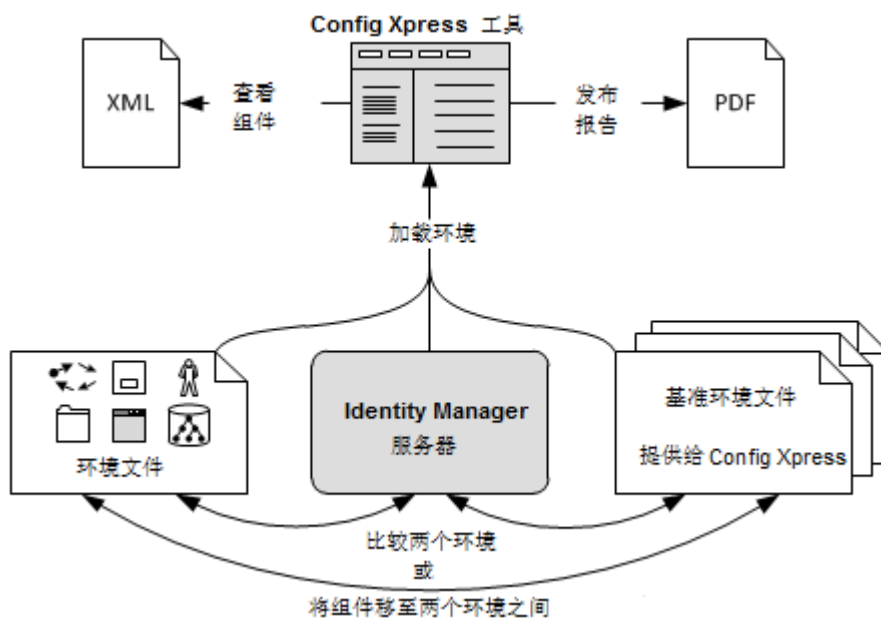 Config Xpress 工具
XML
查看
组件
发布
报告
PDF
加载环境
环境文件
Identity Manager
服务器
基准环境文件
提供给 Config Xpress
比较两个环境
或
将组件移至两个环境之间